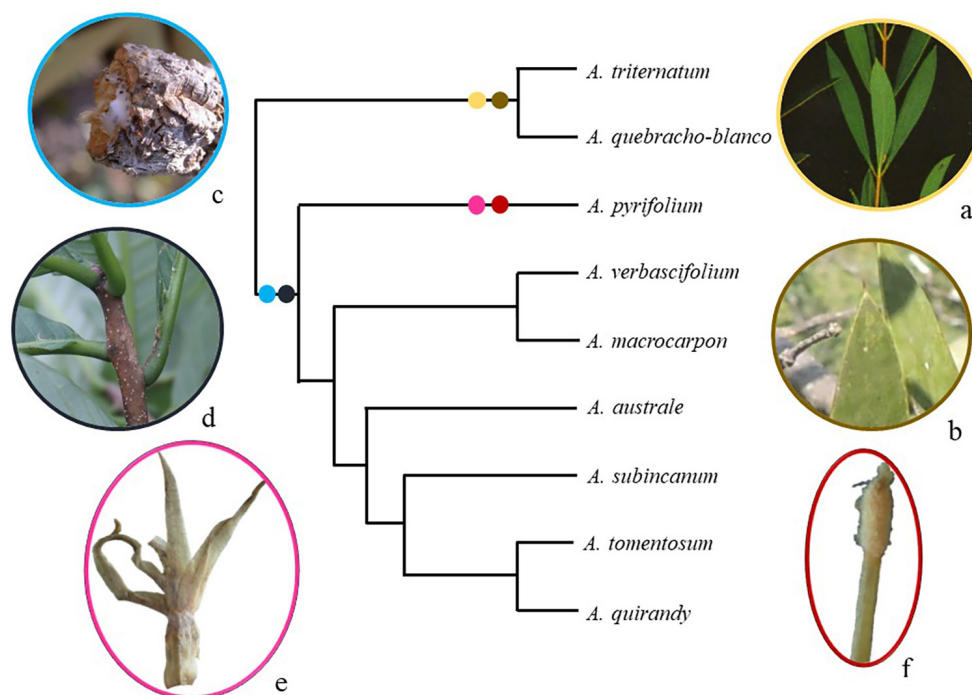 c
d
e
A. triternatum
A. quebracho-blanco
A. pyrifolium
A. verbascifolium
A. macrocarpon
A. australe
A. subincanum
A. tomentosum
A. quirandy
a
b
f